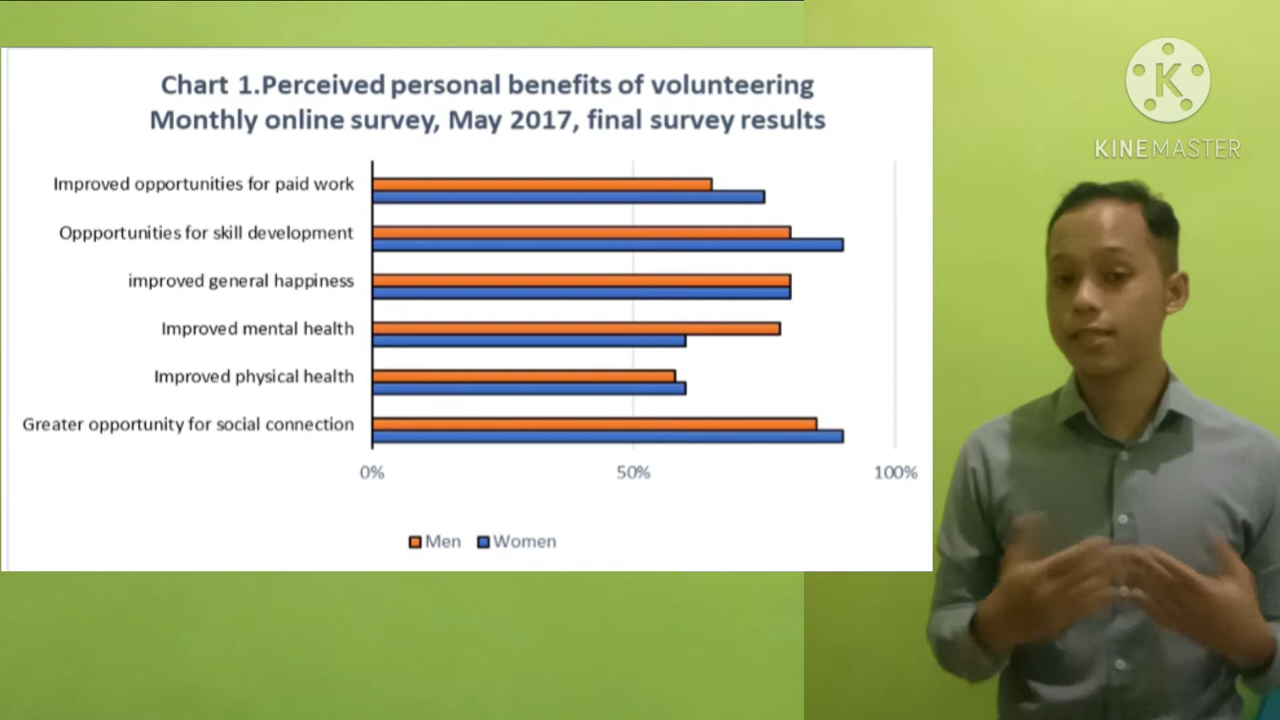 Chart 1.Perceived personal benefits of volunteering
Monthly online survey, May 2017, final survey results
Improved opportunities for paid work
Oppportunities for skill development
improved general happiness
Improved mental health
Improved physical health
Greater opportunity for social connection
0% 50% 100%
Men Women
K
KINEMASTER